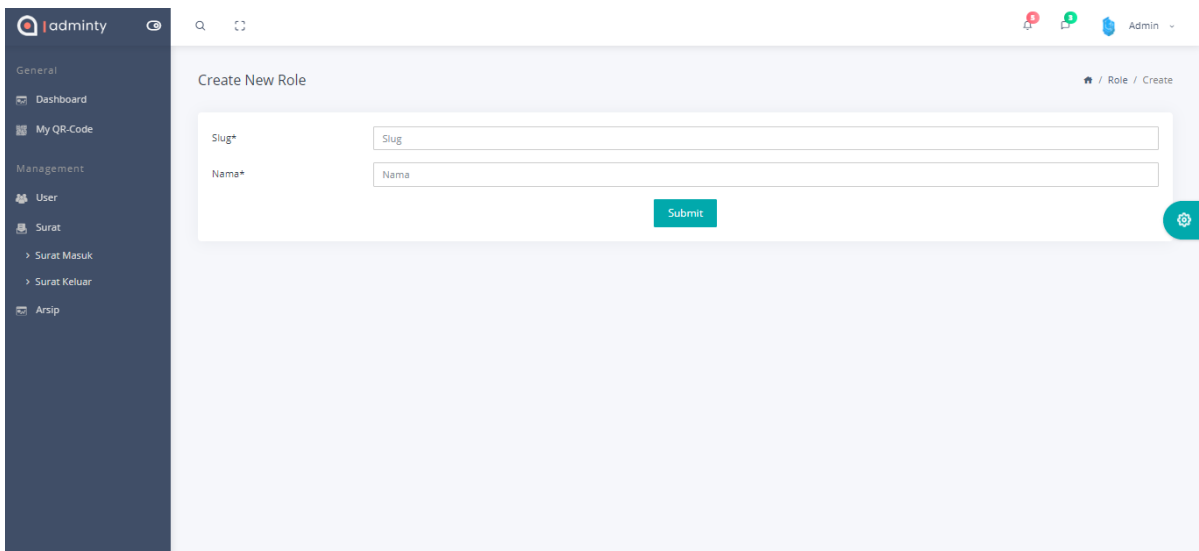 adminty
General
Dashboard
My QR-Code
Management
User
Surat
> Surat Masuk
> Surat Keluar
Arsip
Admin
Create New Role
/ Role / Create
Slug*
Slug
Nama*
Nama
Submit